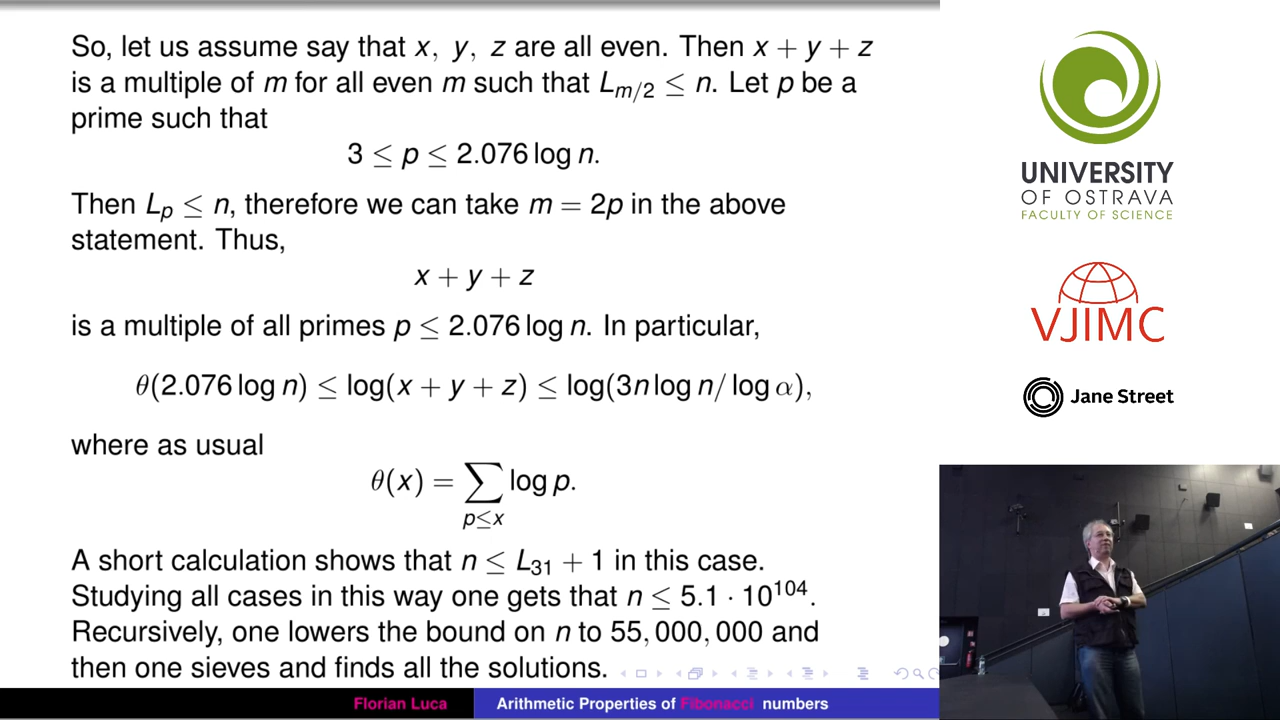 So, let us assume say that x, y, z are all even. Then x + y + z
is a multiple of m for all even m such that L_{m/2} ≤ n. Let p be a
prime such that
3 ≤ p ≤ 2.076 log n.
Then L_p ≤ n, therefore we can take m = 2p in the above
statement. Thus,
x + y + z
is a multiple of all primes p ≤ 2.076 log n. In particular,
θ(2.076 log n) ≤ log(x + y + z) ≤ log(3n log n/ log α),
where as usual
θ(x) = ∑_{p≤x} log p.
A short calculation shows that n ≤ L_{31} + 1 in this case.
Studying all cases in this way one gets that n ≤ 5.1 · 10^{104}.
Recursively, one lowers the bound on n to 55, 000, 000 and
then one sieves and finds all the solutions.
Florian Luca
Arithmetic Properties of Fibonacci numbers
UNIVERSITY
OF OSTRAVA
FACULTY OF SCIENCE
VJIMC
Jane Street